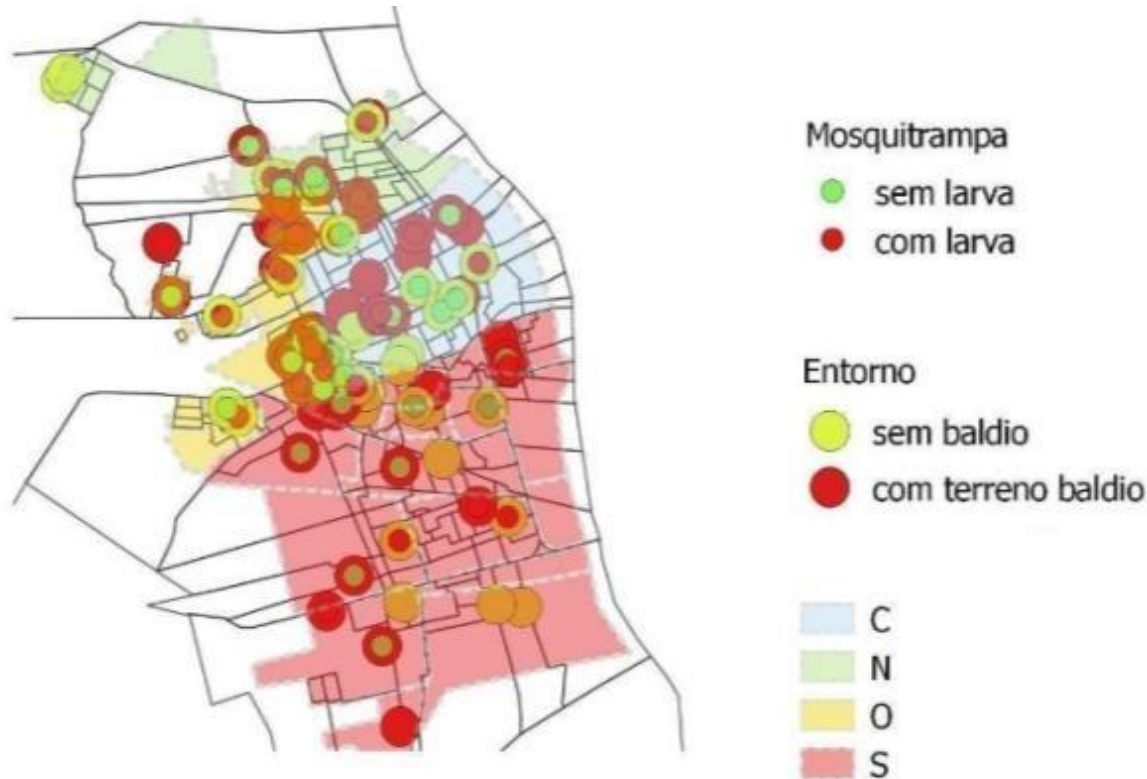 Mosquitrampa
sem larva
com larva
Entorno
sem baldio
com terreno baldio
C
N
O
S